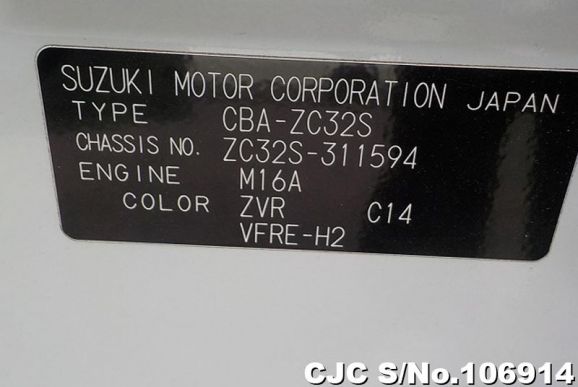 SUZUKI MOTOR CORPORATION JAPAN
TYPE CBA-ZC32S
CHASSIS NO. ZC32S-311594
ENGINE M16A
COLOR ZVR C14
VFRE-H2
CJC S/No.106914